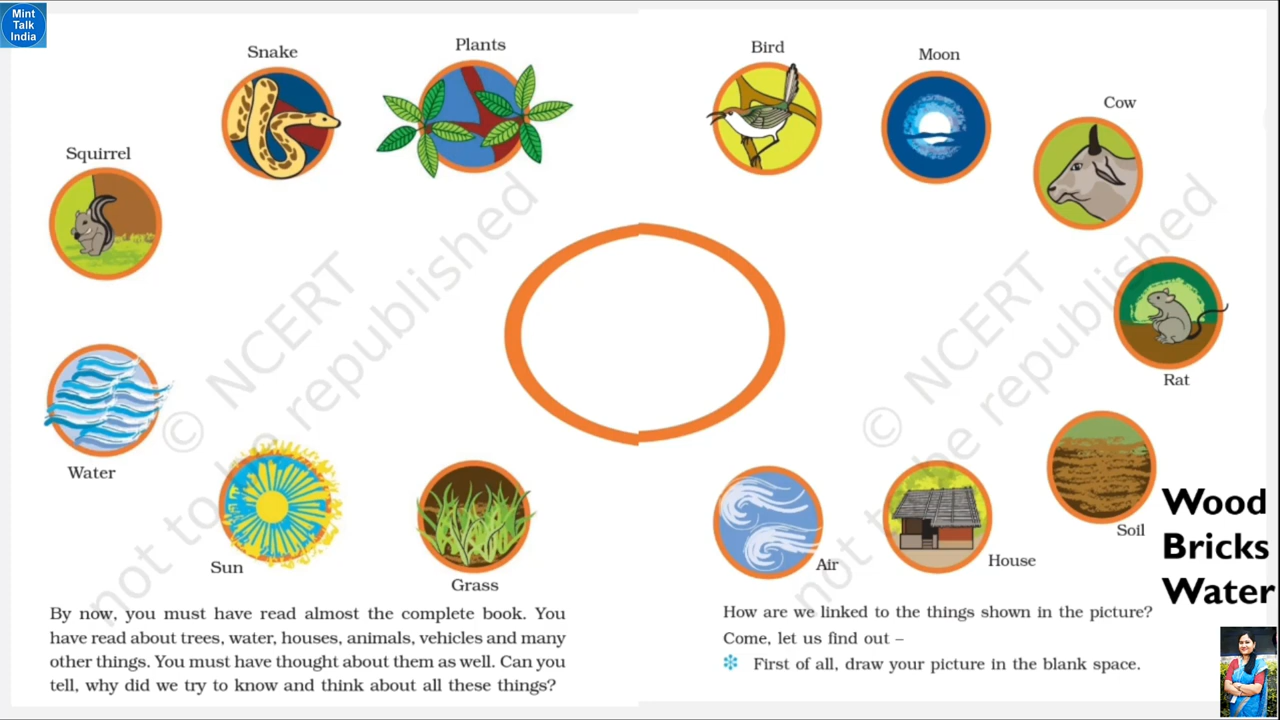 Mint
Talk
India
Snake
Plants
Bird
Moon
Cow
Squirrel
Rat
Water
Sun
Grass
Air
House
Soil
Wood
Bricks
Water
© NCERT
not to be republished
© NCERT
not to be republished
By now, you must have read almost the complete book. You
have read about trees, water, houses, animals, vehicles and many
other things. You must have thought about them as well. Can you
tell, why did we try to know and think about all these things?
How are we linked to the things shown in the picture?
Come, let us find out –
First of all, draw your picture in the blank space.